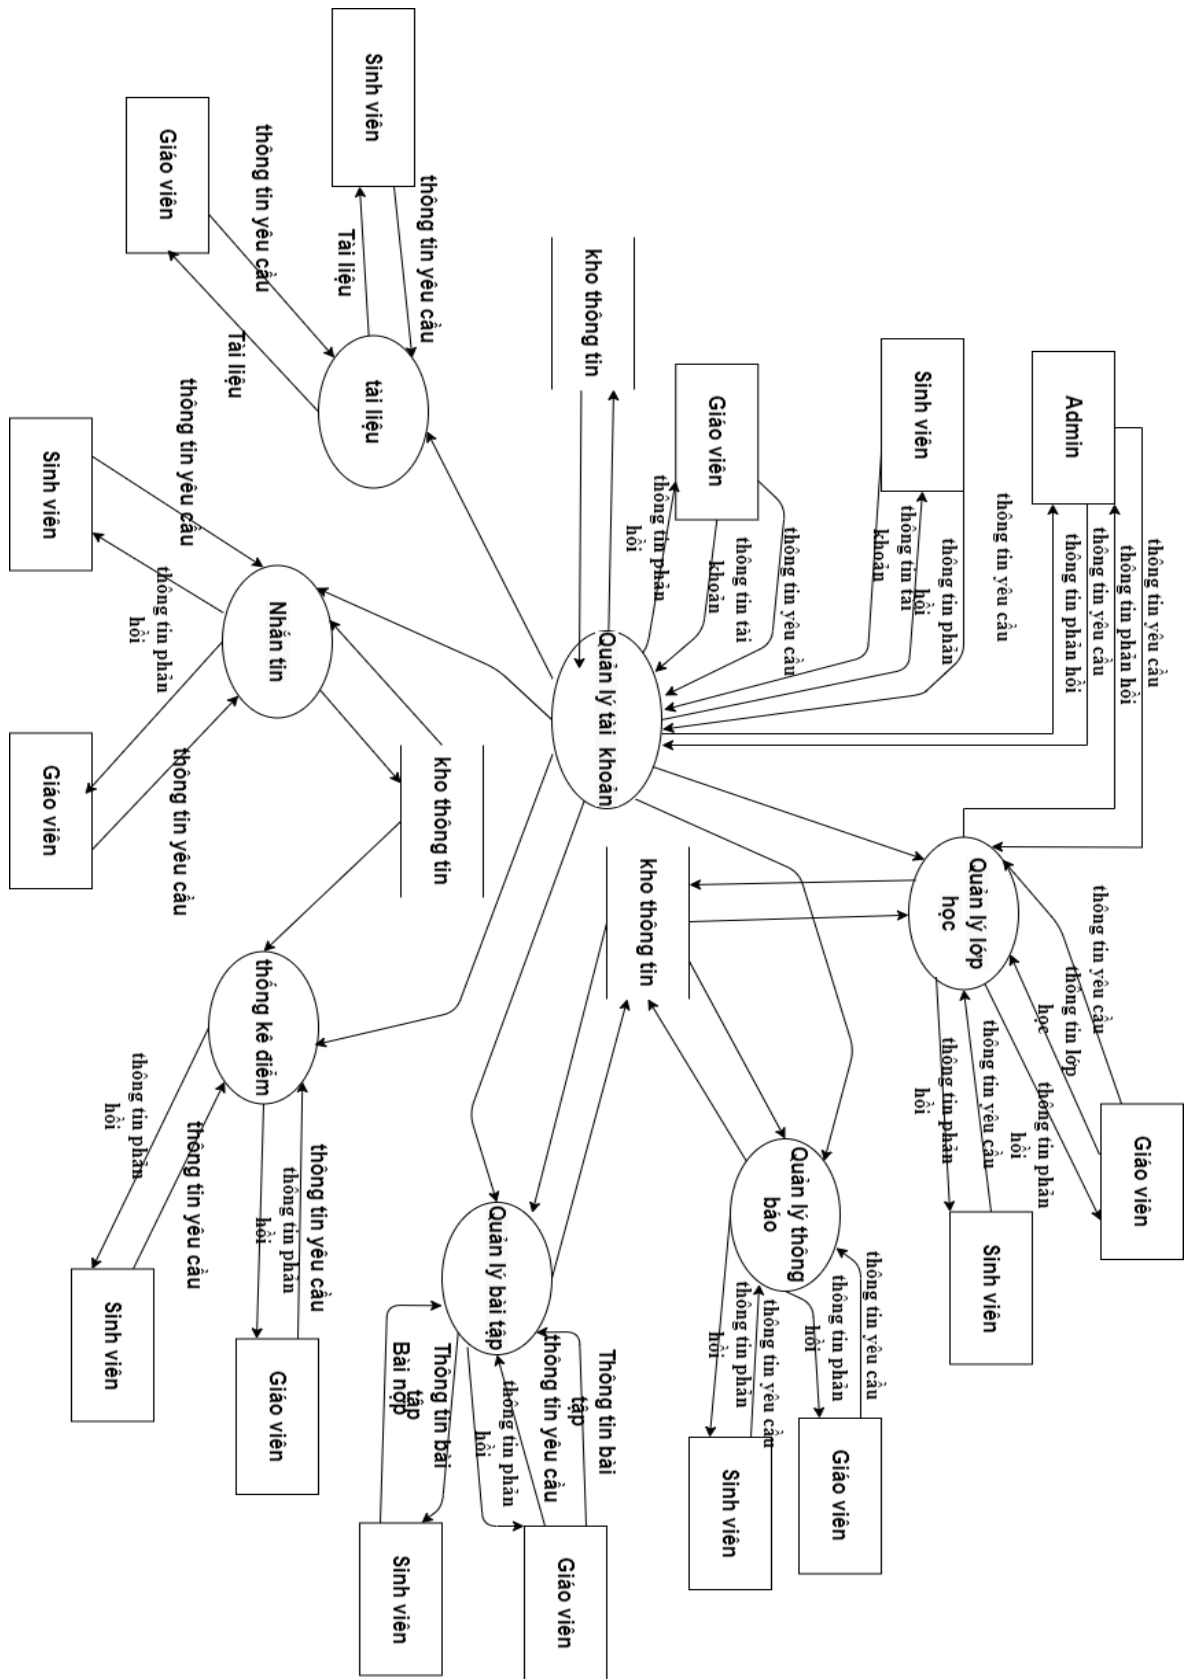 thông tin yêu cầu
thông tin phản hồi
thông tin yêu cầu
thông tin phản hồi
Admin
thông tin yêu cầu
Giáo viên
thông tin yêu cầu
thông tin lớp
học
thông tin phản
hồi
Quản lý lớp
học
thông tin yêu cầu
thông tin phản
hồi
Sinh viên
Sinh viên
thông tin phản
hồi
thông tin tài
khoản
thông tin yêu cầu
thông tin phản
hồi
Giáo viên
Quản lý thông
báo
thông tin yêu cầu
thông tin phản
hồi
Sinh viên
Giáo viên
thông tin yêu cầu
thông tin tài
khoản
thông tin phản
hồi
kho thông tin
Quản lý tài khoản
kho thông tin
Thông tin bài
tập
thông tin yêu cầu
thông tin phản
hồi
Giáo viên
Quản lý bài tập
Thông tin bài
tập
Bài nợp
Sinh viên
Sinh viên
thông tin yêu cầu
Tài liệu
tài liệu
kho thông tin
Giáo viên
thông tin yêu cầu
Tài liệu
thông tin yêu cầu
thông tin phản
hồi
Giáo viên
thống kê điểm
Nhắn tin
thông tin yêu cầu
thông tin phản
hồi
Sinh viên
thông tin yêu cầu
thông tin phản
hồi
Sinh viên
thông tin yêu cầu
Giáo viên